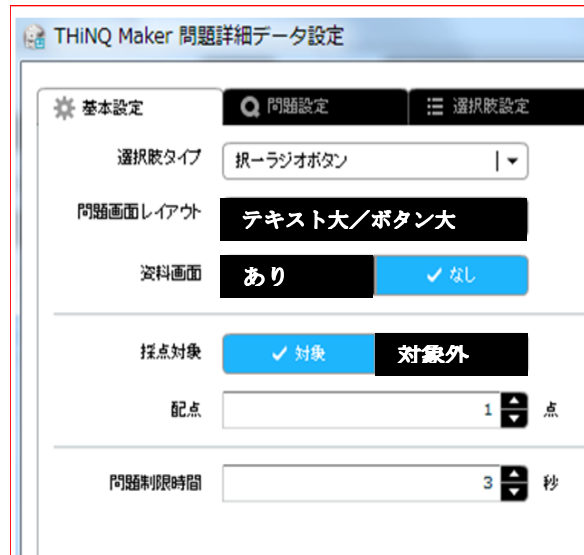 THiNQ Maker 問題詳細データ設定
基本設定 問題設定 選択肢設定
選択肢タイプ 択一ラジオボタン
問題画面レイアウト テキスト大／ボタン大
資料画面 あり ✓ なし
採点対象 ✓ 対象 対象外
配点 1 点
問題制限時間 3 秒